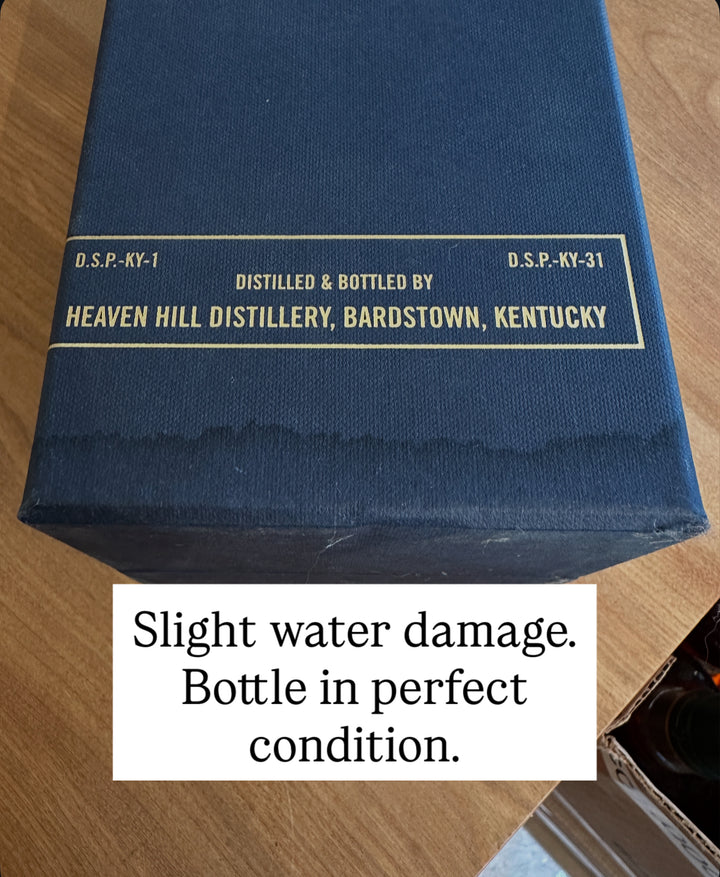 D.S.P.-KY-1 D.S.P.-KY-31
DISTILLED & BOTTLED BY
HEAVEN HILL DISTILLERY, BARDSTOWN, KENTUCKY
Slight water damage.
Bottle in perfect
condition.